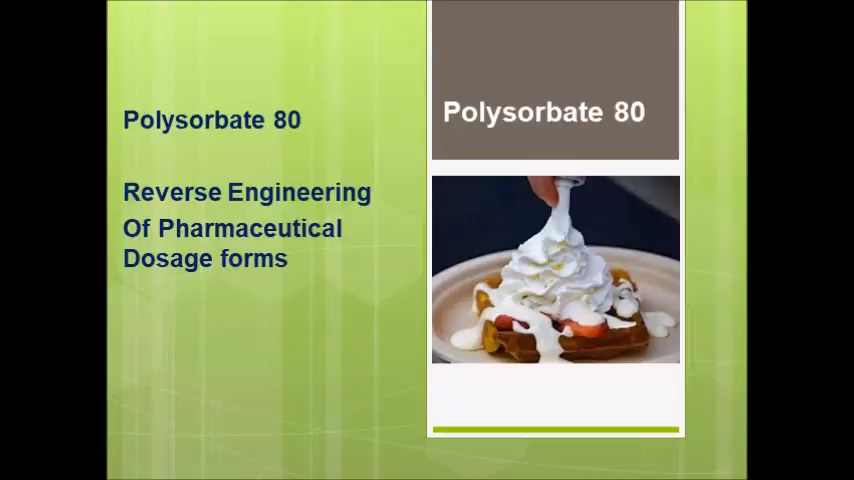 Polysorbate 80
Reverse Engineering
Of Pharmaceutical
Dosage forms
Polysorbate 80